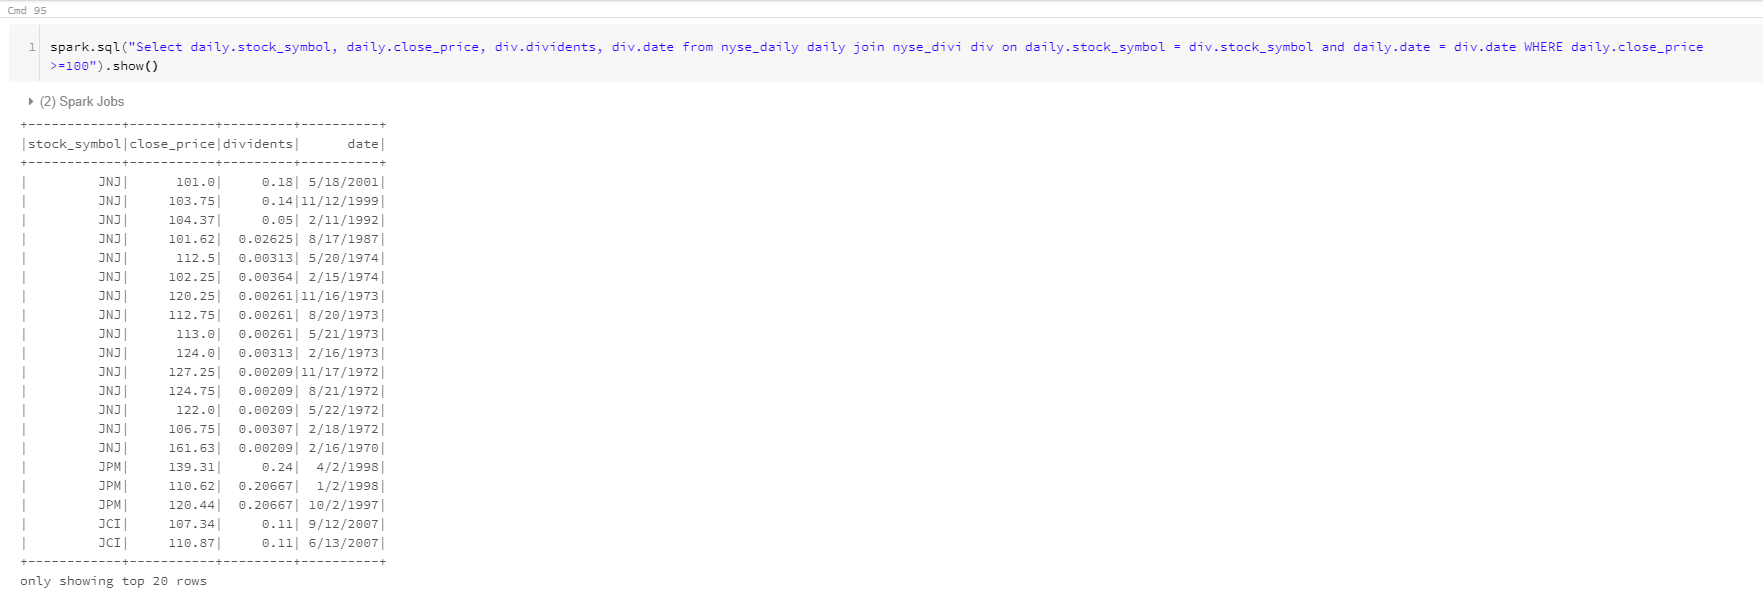 Cmd 95
1 spark.sql("Select daily.stock_symbol, daily.close_price, div.dividents, div.date from nyse_daily daily join nyse_divi div on daily.stock_symbol = div.stock_symbol and daily.date = div.date WHERE daily.close_price
>=100").show()
(2) Spark Jobs
+------------+-----------+---------+----------+
|stock_symbol|close_price|dividents|      date|
+------------+-----------+---------+----------+
|         JNJ|      101.0|     0.18| 5/18/2001|
|         JNJ|     103.75|     0.14|11/12/1999|
|         JNJ|     104.37|     0.05| 2/11/1992|
|         JNJ|     101.62|  0.02625| 8/17/1987|
|         JNJ|      112.5|  0.00313| 5/20/1974|
|         JNJ|     102.25|  0.00364| 2/15/1974|
|         JNJ|     120.25|  0.00261|11/16/1973|
|         JNJ|     112.75|  0.00261| 8/20/1973|
|         JNJ|      113.0|  0.00261| 5/21/1973|
|         JNJ|      124.0|  0.00313| 2/16/1973|
|         JNJ|     127.25|  0.00209|11/17/1972|
|         JNJ|     124.75|  0.00209| 8/21/1972|
|         JNJ|      122.0|  0.00209| 5/22/1972|
|         JNJ|     106.75|  0.00307| 2/18/1972|
|         JNJ|     161.63|  0.00209| 2/16/1970|
|         JPM|     139.31|     0.24|  4/2/1998|
|         JPM|     110.62|  0.20667|  1/2/1998|
|         JPM|     120.44|  0.20667| 10/2/1997|
|         JCI|     107.34|     0.11| 9/12/2007|
|         JCI|     110.87|     0.11| 6/13/2007|
+------------+-----------+---------+----------+
only showing top 20 rows